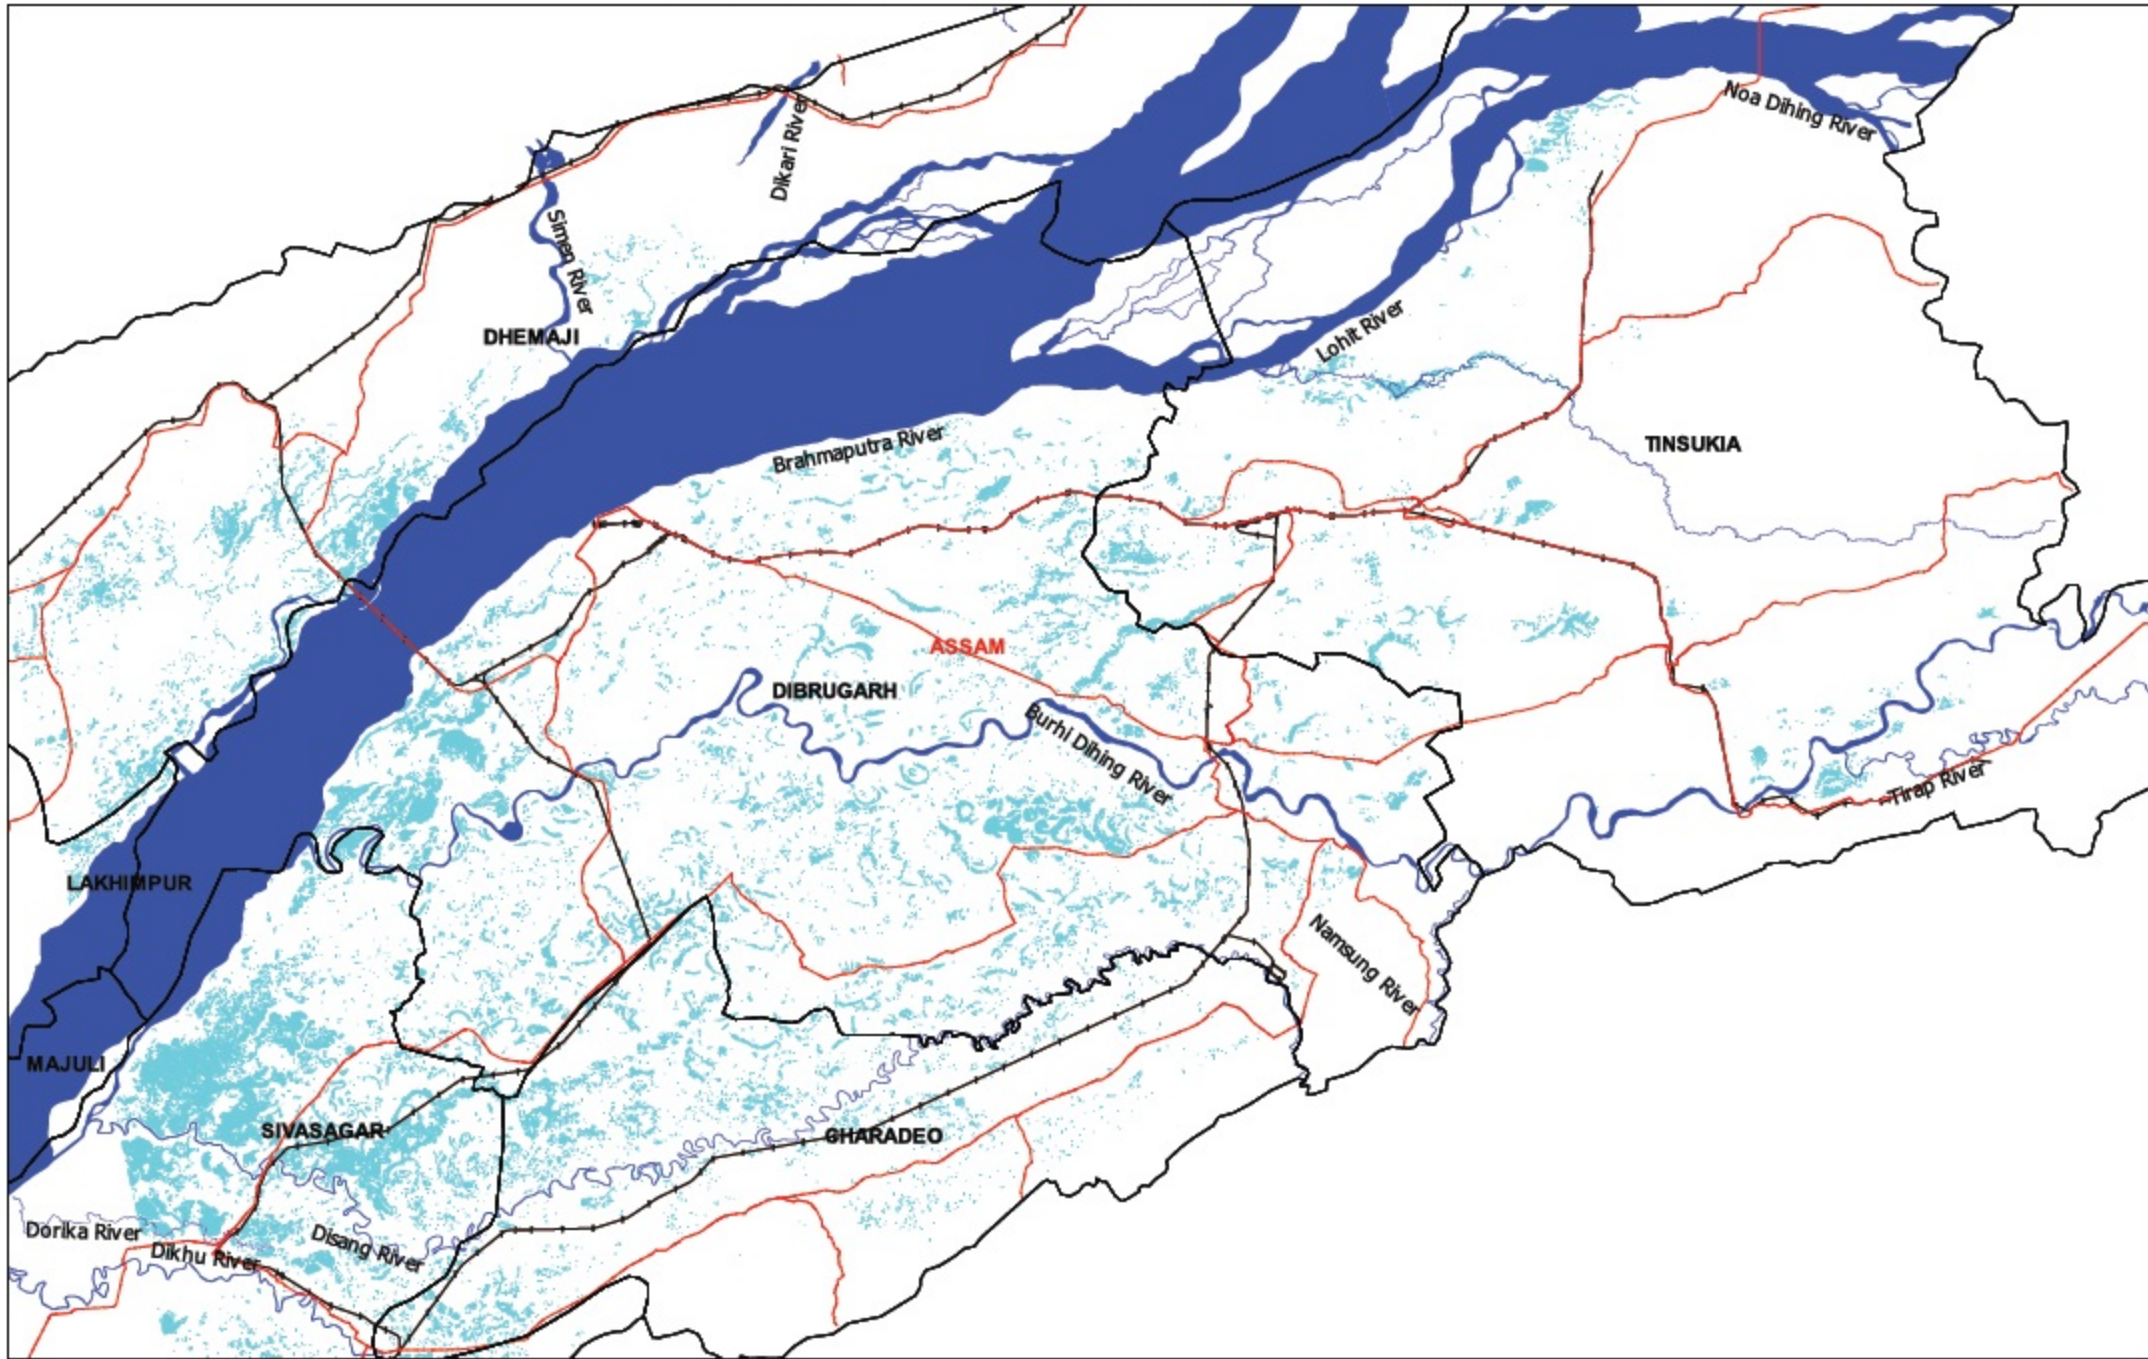 Noa Dihing River
Dikari River
Simen River
DHEMAJI
Lohit River
Brahmaputra River
TINSUKIA
ASSAM
DIBRUGARH
Burhi Dihing River
Tirap River
LAKHIMPUR
Namsung River
MAJULI
SIVASAGAR
CHARADEO
Dorika River
Disang River
Dikhu River